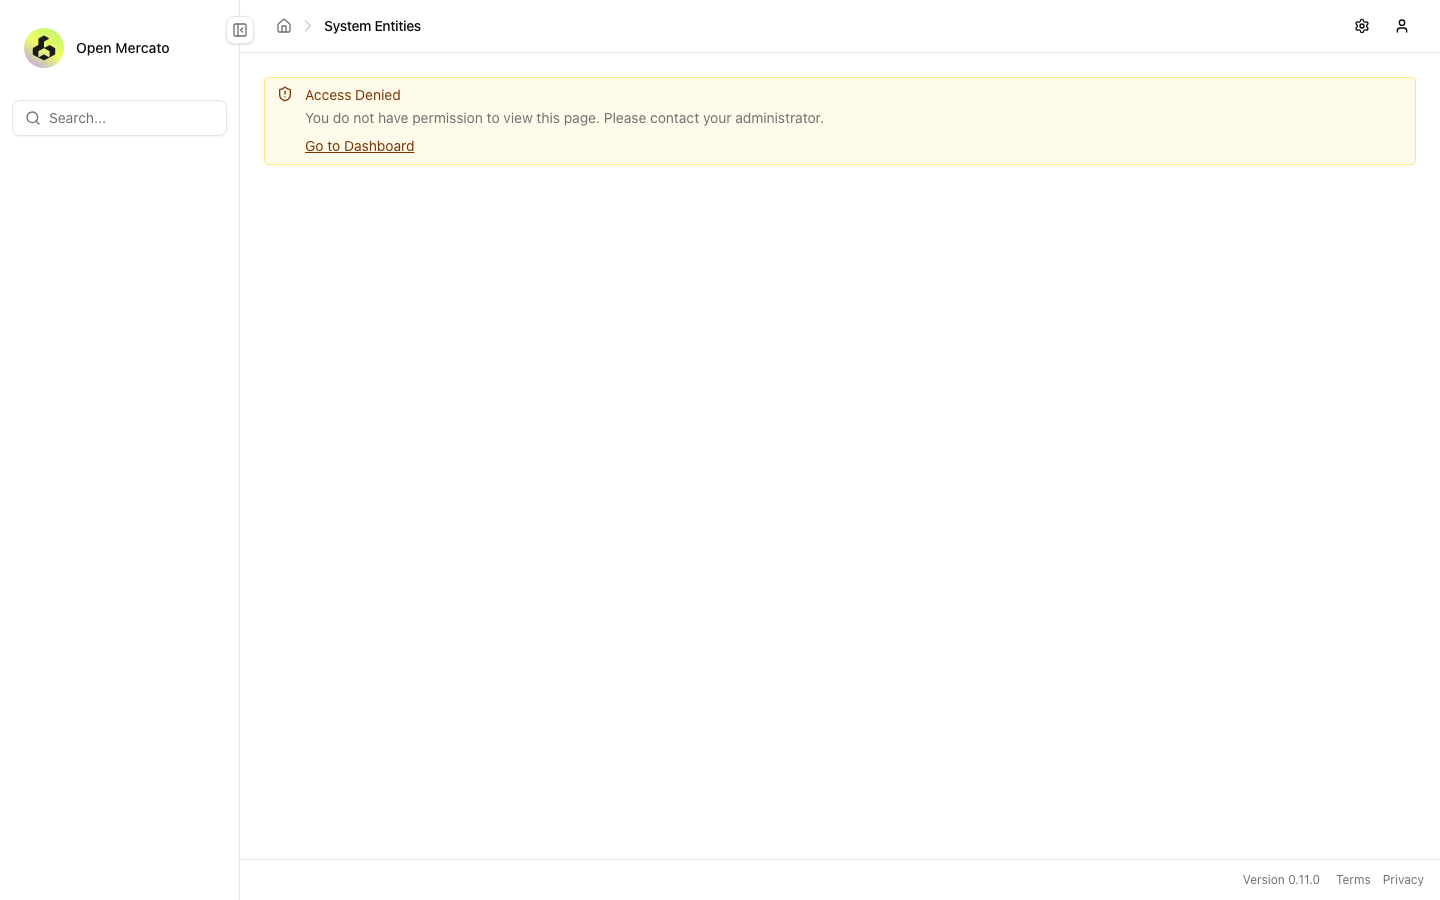 Open Mercato
Search...
System Entities
Access Denied
You do not have permission to view this page. Please contact your administrator.
Go to Dashboard
Version 0.11.0
Terms
Privacy